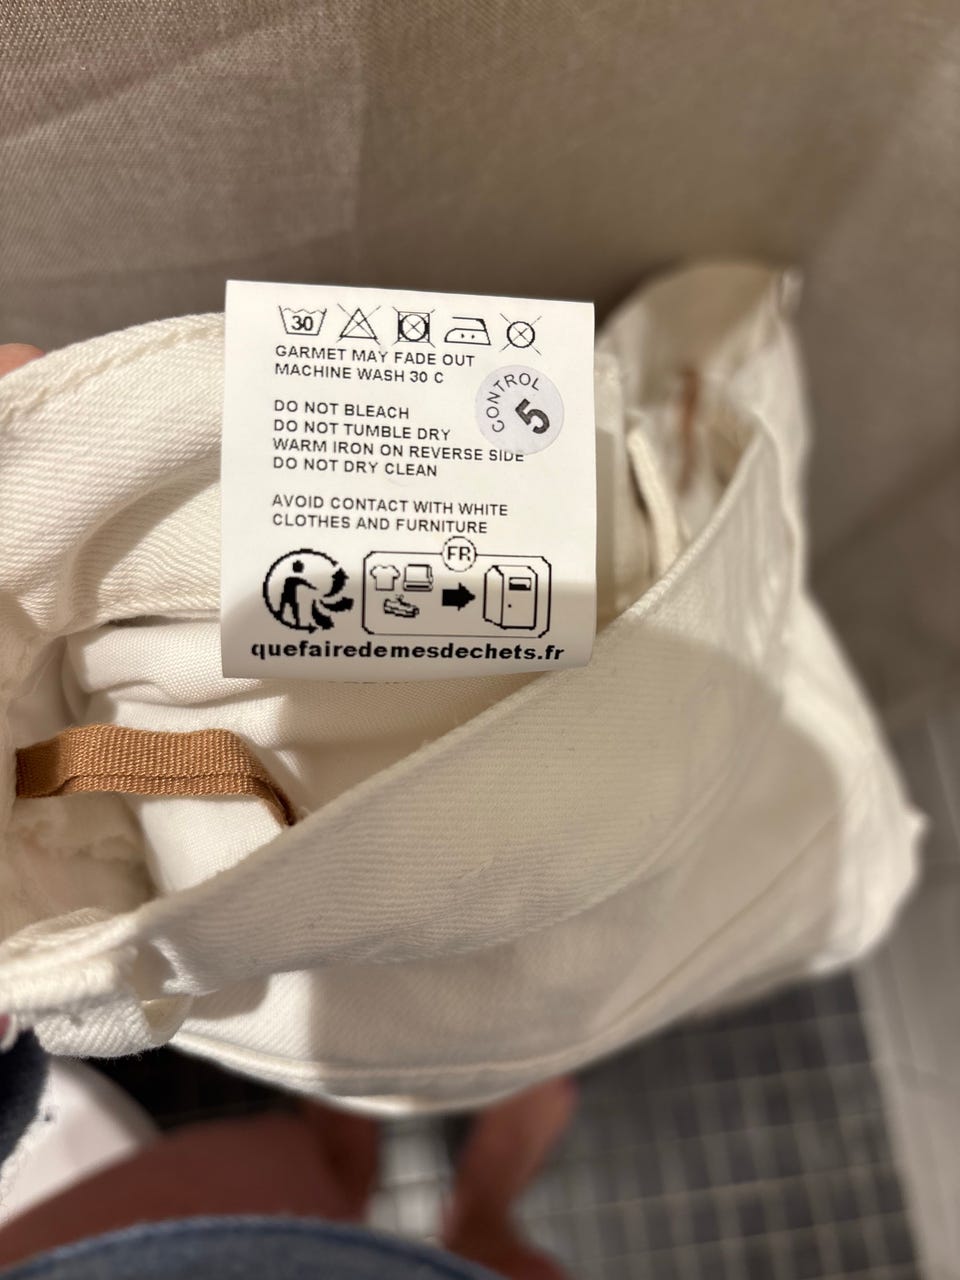 30
GARMET MAY FADE OUT
MACHINE WASH 30 C
CONTROL
5
DO NOT BLEACH
DO NOT TUMBLE DRY
WARM IRON ON REVERSE SIDE
DO NOT DRY CLEAN
AVOID CONTACT WITH WHITE
CLOTHES AND FURNITURE
FR
quefairedemesdechets.fr